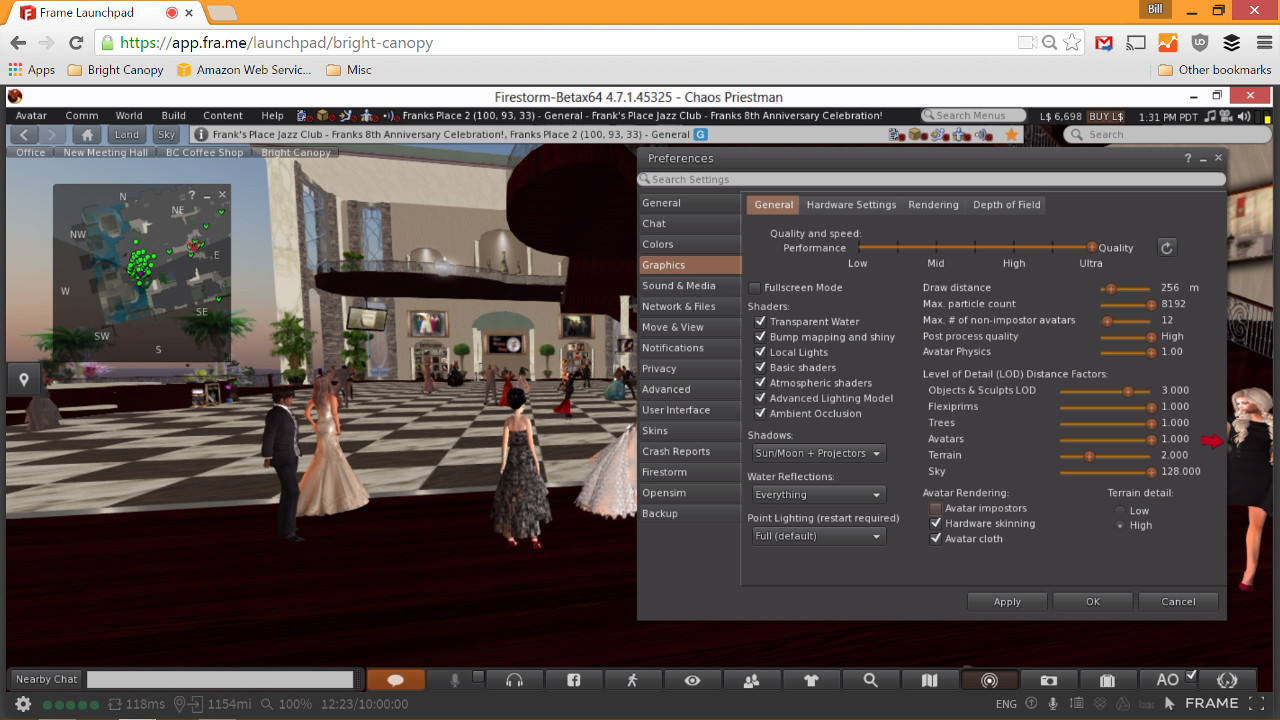 Frame Launchpad
Bill
https://app.fra.me/launchpad/bright-canopy
Apps Bright Canopy Amazon Web Servic... Misc Other bookmarks
Firestorm-Betax64 4.7.1.45325 - Chaos Priestman
Avatar Comm World Build Content Help Franks Place 2 (100, 93, 33) - General - Franks 8th Anniversary Celebration! Search Menus L$ 6,698 BUY L$ 1:31 PM PDT
Land Sky Frank's Place Jazz Club - Franks 8th Anniversary Celebration!, Franks Place 2 (100, 93, 33) - General G Search
Office New Meeting Hall BC Coffee Shop Bright Canopy
N
NE
E
SE
S
SW
W
NW
Preferences
Search Settings
General
Chat
Colors
Graphics
Sound & Media
Network & Files
Move & View
Notifications
Privacy
Advanced
User Interface
Skins
Crash Reports
Firestorm
Opensim
Backup
General Hardware Settings Rendering Depth of Field
Quality and speed:
Performance Quality
Low Mid High Ultra
Fullscreen Mode
Shaders:
Transparent Water
Bump mapping and shiny
Local Lights
Basic shaders
Atmospheric shaders
Advanced Lighting Model
Ambient Occlusion
Shadows:
Sun/Moon + Projectors
Water Reflections:
Everything
Point Lighting (restart required)
Full (default)
Draw distance 256 m
Max. particle count 8192
Max. # of non-impostor avatars 12
Post process quality High
Avatar Physics 1.00
Level of Detail (LOD) Distance Factors:
Objects & Sculpts LOD 3.000
Flexiprims 1.000
Trees 1.000
Avatars 1.000
Terrain 2.000
Sky 128.000
Avatar Rendering:
Avatar impostors
Hardware skinning
Avatar cloth
Terrain detail:
Low
High
Apply OK Cancel
Nearby Chat AO
118ms 1154mi 100% 12:23/10:00:00 ENG FRAME